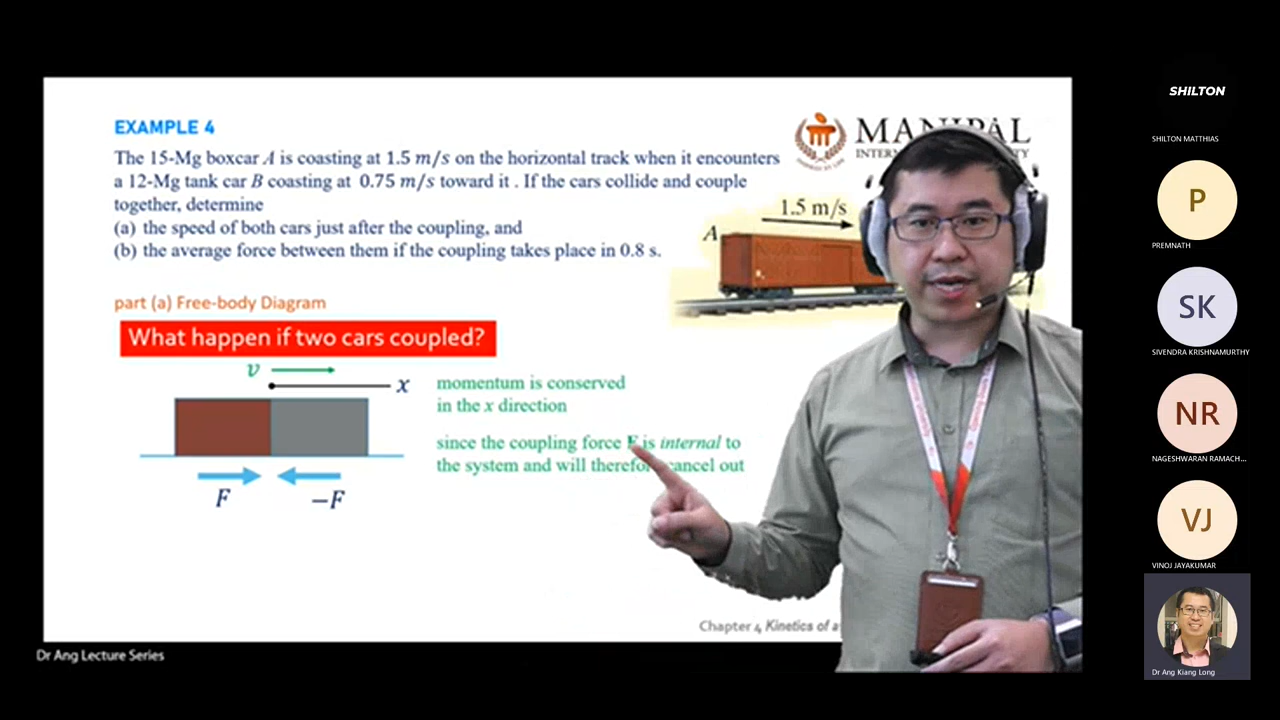 EXAMPLE 4
The 15-Mg boxcar A is coasting at 1.5 m/s on the horizontal track when it encounters
a 12-Mg tank car B coasting at 0.75 m/s toward it . If the cars collide and couple
together, determine
(a) the speed of both cars just after the coupling, and
(b) the average force between them if the coupling takes place in 0.8 s.
MANIPAL
1.5 m/s
A
part (a) Free-body Diagram
What happen if two cars coupled?
v
x
momentum is conserved
in the x direction
since the coupling force F is internal to
the system and will therefore cancel out
F
−F
Chapter 4 Kinetics of a
Dr Ang Lecture Series
SHILTON
SHILTON MATTHIAS
P
PREMNATH
SK
SIVENDRA KRISHNAMURTHY
NR
NAGESHWARAN RAMACH...
VJ
VINOJ JAYAKUMAR
Dr Ang Kiang Long